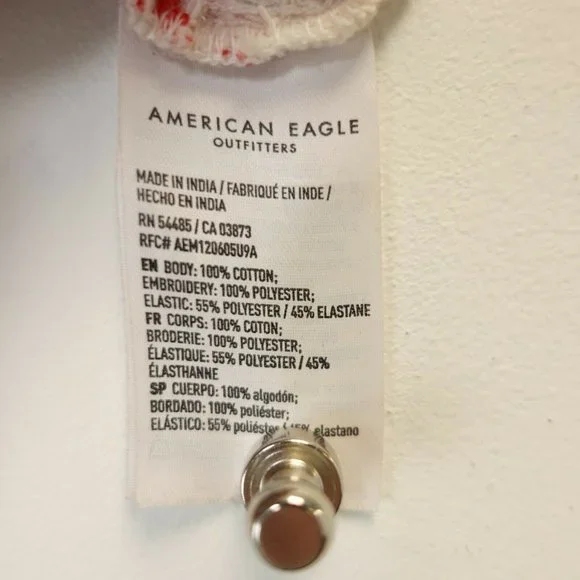 AMERICAN EAGLE
OUTFITTERS
MADE IN INDIA / FABRIQUÉ EN INDE /
HECHO EN INDIA
RN 54485 / CA 03873
RFC# AEM120605U9A
EN BODY: 100% COTTON;
EMBROIDERY: 100% POLYESTER;
ELASTIC: 55% POLYESTER / 45% ELASTANE
FR CORPS: 100% COTON;
BRODERIE: 100% POLYESTER;
ÉLASTIQUE: 55% POLYESTER / 45%
ÉLASTHANNE
SP CUERPO: 100% algodón;
BORDADO: 100% poliéster;
ELÁSTICO: 55% poliéster / 45% elastano